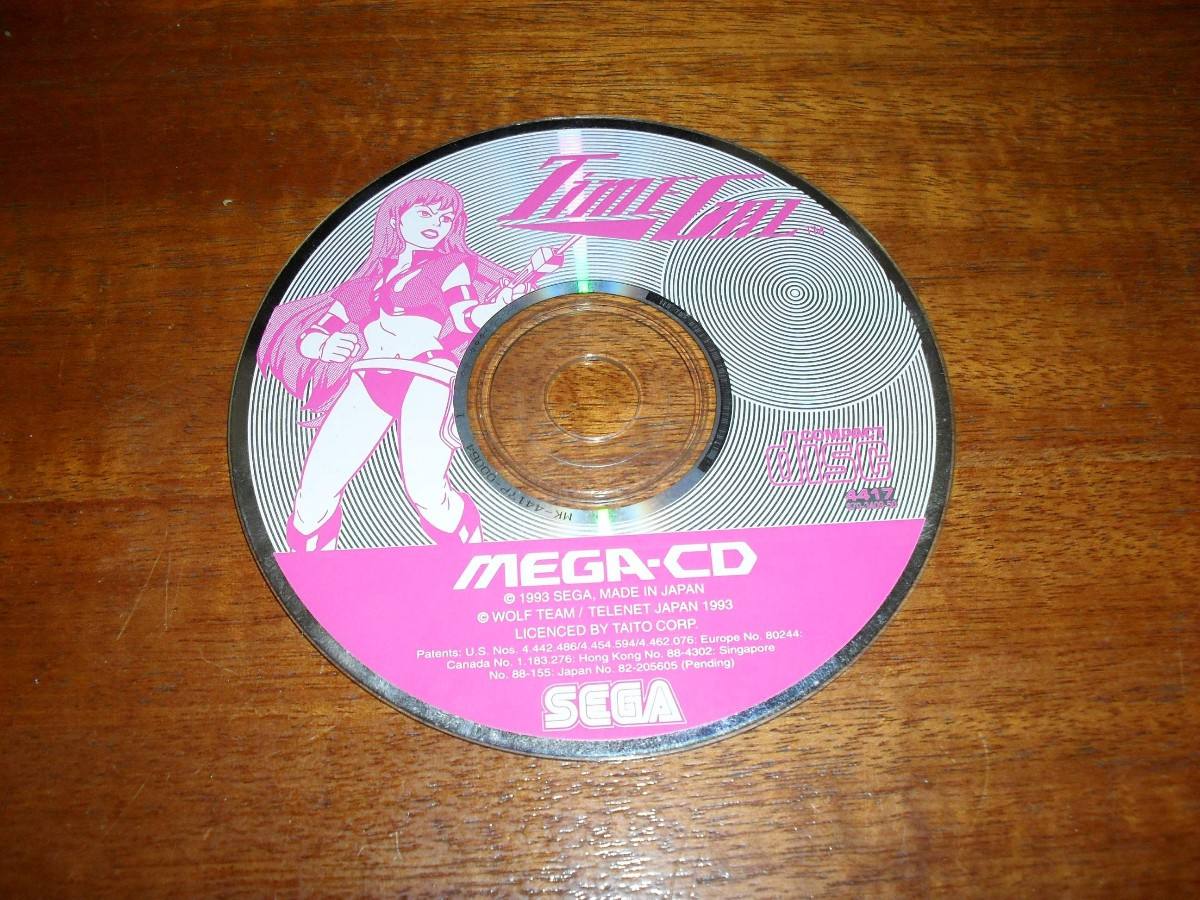 Time Gal TM
COMPACT
disc
4417
MEGA-CD
© 1993 SEGA, MADE IN JAPAN
© WOLF TEAM / TELENET JAPAN 1993
LICENCED BY TAITO CORP.
Patents: U.S. Nos. 4.442.486/4.454.594/4.462.076: Europe No. 80244:
Canada No. 1.183.276: Hong Kong No. 88-4302: Singapore
No. 88-155: Japan No. 82-205605 (Pending)
SEGA